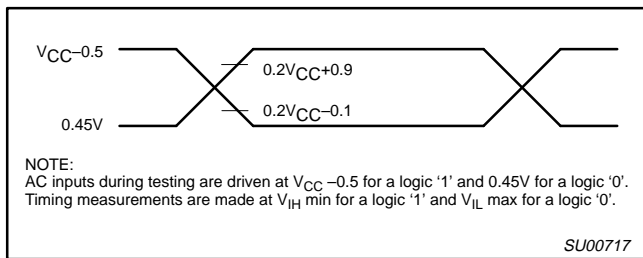 VCC–0.5
0.2VCC+0.9
0.2VCC–0.1
0.45V
NOTE:
AC inputs during testing are driven at VCC –0.5 for a logic ‘1’ and 0.45V for a logic ‘0’.
Timing measurements are made at VIH min for a logic ‘1’ and VIL max for a logic ‘0’.
SU00717